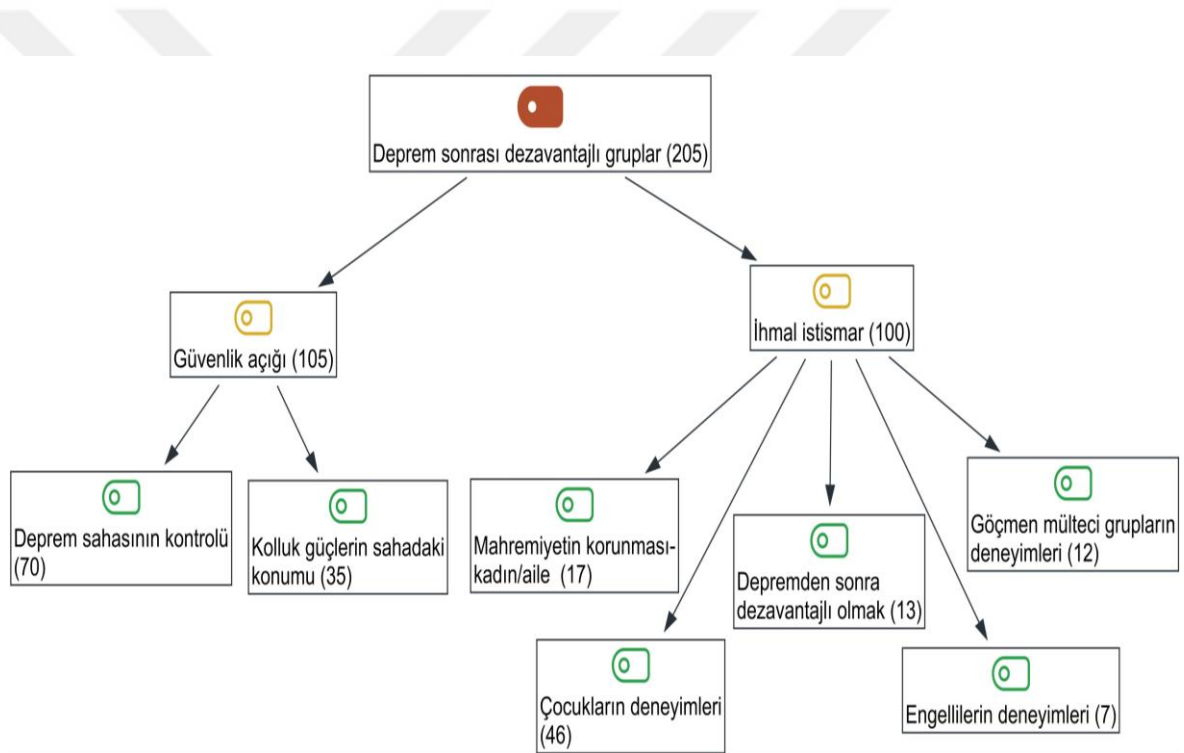 Deprem sonrası dezavantajlı gruplar (205)
Güvenlik açığı (105)
İhmal istismar (100)
Deprem sahasının kontrolü
(70)
Kolluk güçlerin sahadaki
konumu (35)
Mahremiyetin korunması-
kadın/aile (17)
Depremden sonra
dezavantajlı olmak (13)
Göçmen mülteci grupların
deneyimleri (12)
Çocukların deneyimleri
(46)
Engellilerin deneyimleri (7)